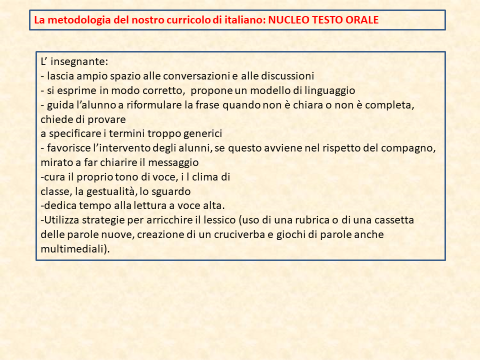 La metodologia del nostro curricolo di italiano: NUCLEO TESTO ORALE
L' insegnante:
- lascia ampio spazio alle conversazioni e alle discussioni
- si esprime in modo corretto, propone un modello di linguaggio
- guida l'alunno a riformulare la frase quando non è chiara o non è completa,
chiede di provare
a specificare i termini troppo generici
- favorisce l'intervento degli alunni, se questo avviene nel rispetto del compagno,
mirato a far chiarire il messaggio
-cura il proprio tono di voce, i l clima di
classe, la gestualità, lo sguardo
-dedica tempo alla lettura a voce alta.
-Utilizza strategie per arricchire il lessico (uso di una rubrica o di una cassetta
delle parole nuove, creazione di un cruciverba e giochi di parole anche
multimediali).